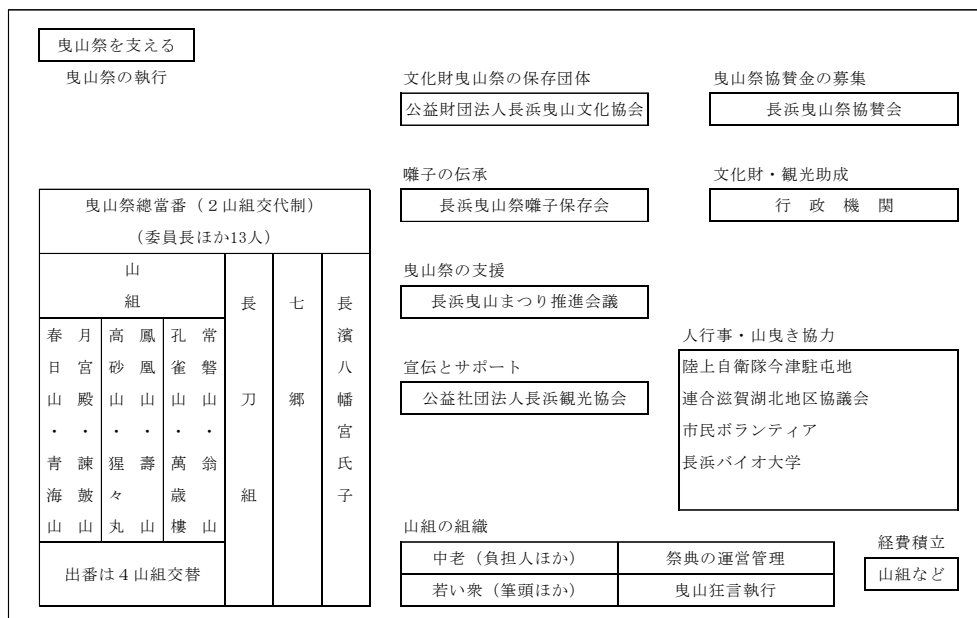 曳山祭を支える
曳山祭の執行
文化財曳山祭の保存団体
公益財団法人長浜曳山文化協会
曳山祭協賛金の募集
長浜曳山祭協賛会
囃子の伝承
長浜曳山祭囃子保存会
文化財・観光助成
行政機関
曳山祭の支援
長浜曳山まつり推進会議
宣伝とサポート
公益社団法人長浜観光協会
人行事・山曳き協力
陸上自衛隊今津駐屯地
連合滋賀湖北地区協議会
市民ボランティア
長浜バイオ大学
曳山祭總當番（２山組交代制）
（委員長ほか13人）
山組
長刀組
七郷
長濱八幡宮氏子
常磐山・翁山
孔雀山・萬歳樓
鳳凰山・壽山
高砂山・猩々丸
月宮殿・諫皷山
春日山・青海山
出番は４山組交替
山組の組織
中老（負担人ほか）
祭典の運営管理
若い衆（筆頭ほか）
曳山狂言執行
経費積立
山組など